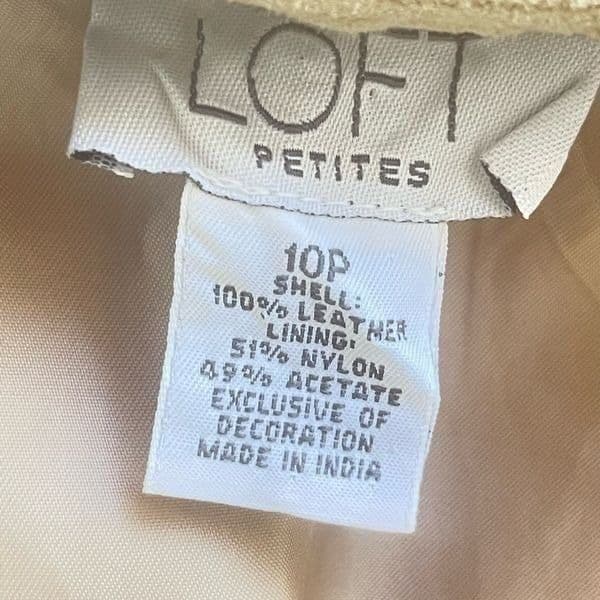 LOFT
PETITES
10P
SHELL:
100% LEATHER
LINING:
51% NYLON
49% ACETATE
EXCLUSIVE OF
DECORATION
MADE IN INDIA